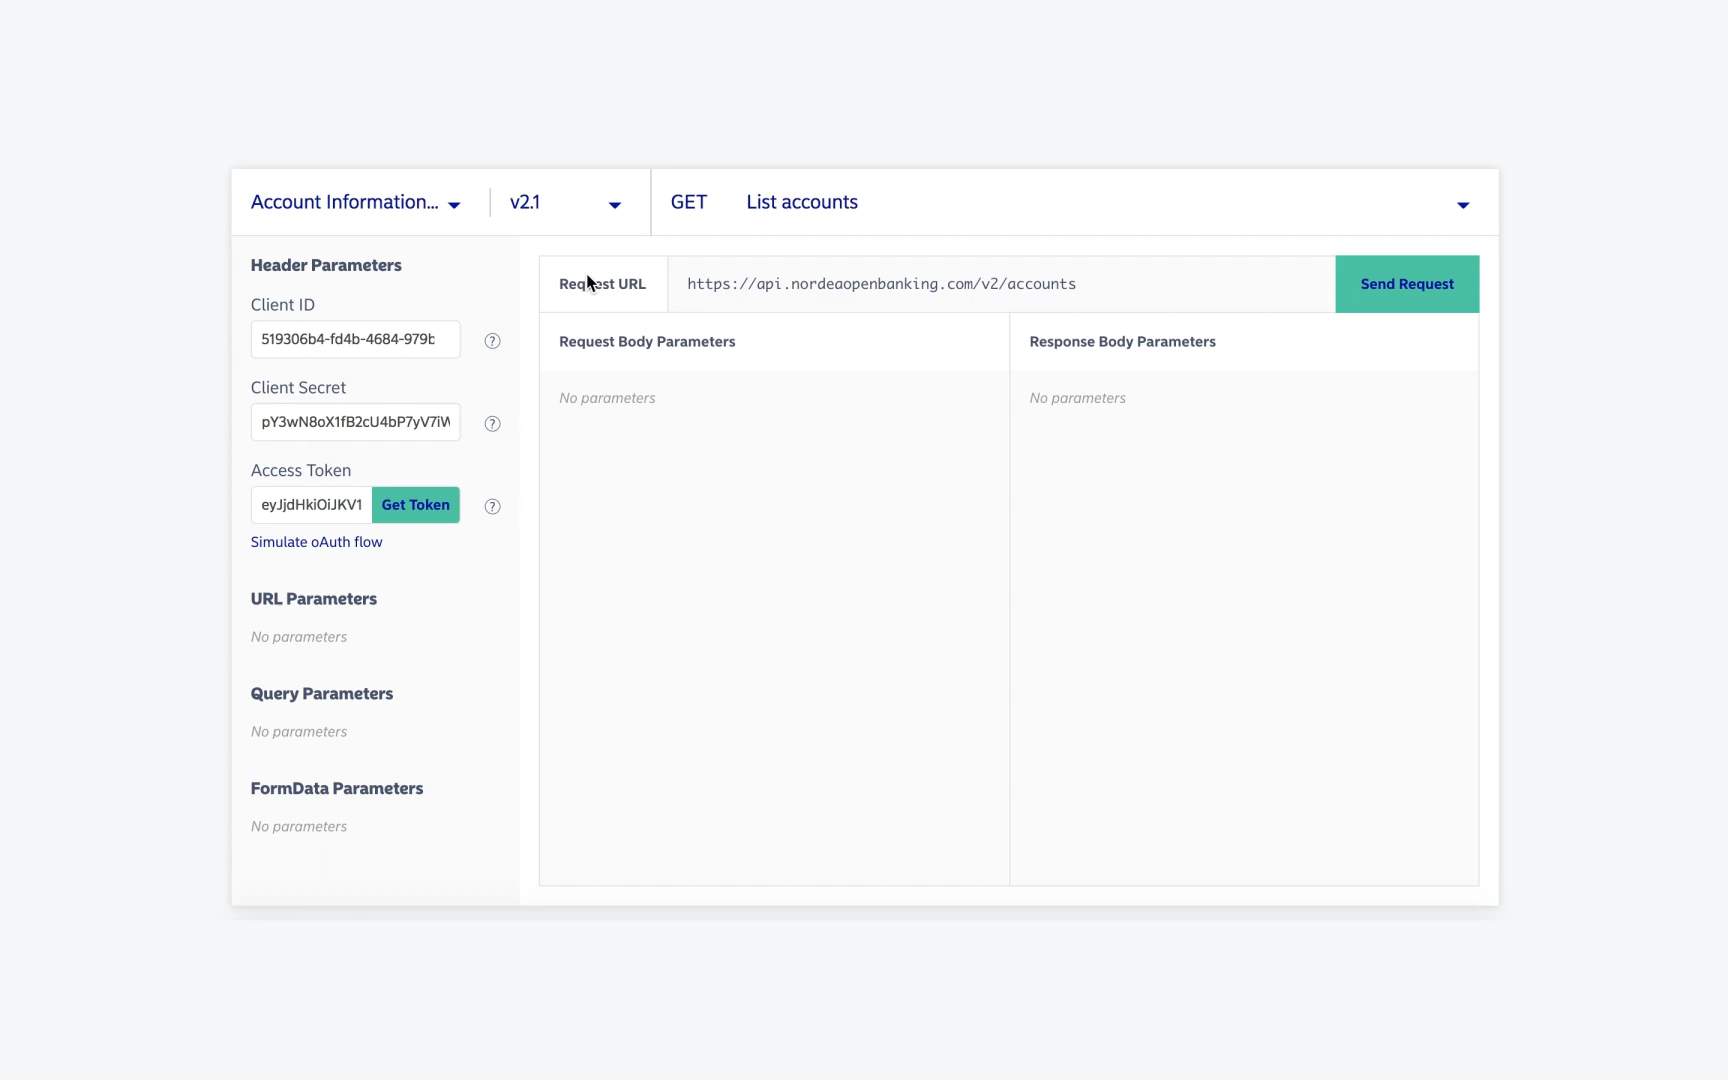 Account Information...
v2.1
GET List accounts
Header Parameters
Client ID
519306b4-fd4b-4684-979b
?
Client Secret
pY3wN8oX1fB2cU4bP7yV7iW
?
Access Token
eyJjdHkiOiJKV1
Get Token
?
Simulate oAuth flow
URL Parameters
No parameters
Query Parameters
No parameters
FormData Parameters
No parameters
Request URL
https://api.nordeaopenbanking.com/v2/accounts
Send Request
Request Body Parameters
No parameters
Response Body Parameters
No parameters